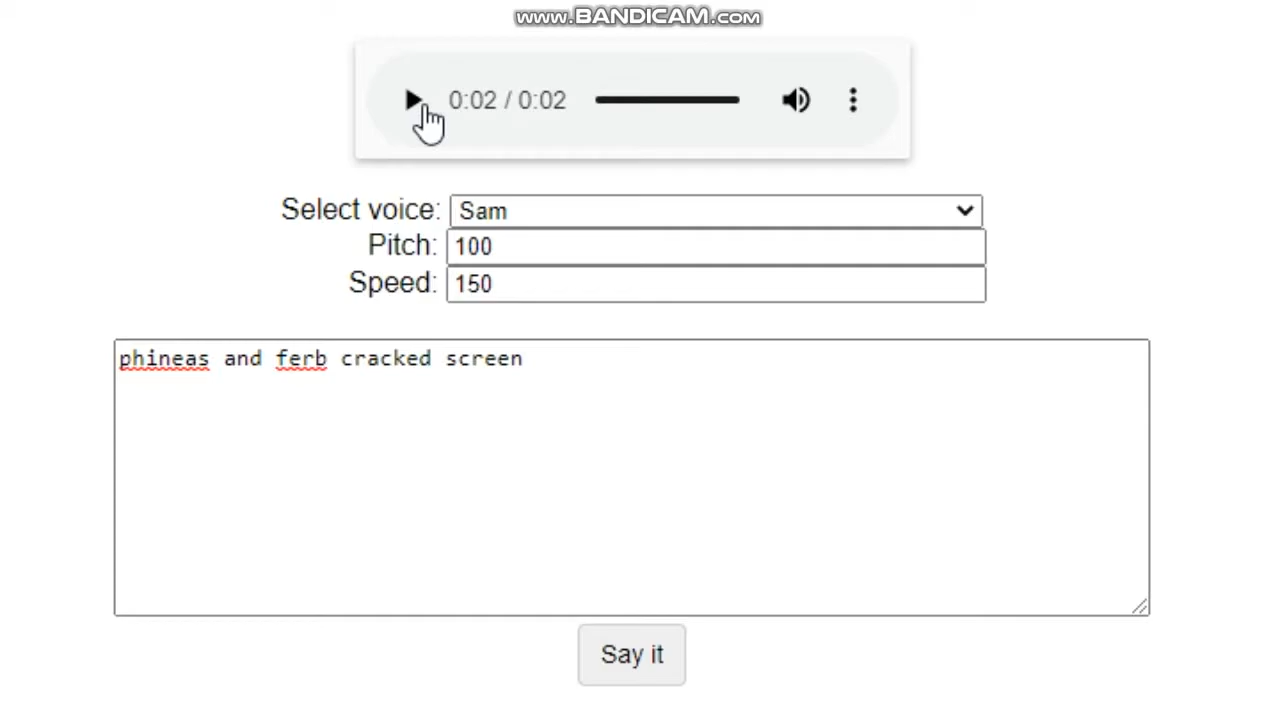 www.BANDICAM.com
0:02 / 0:02
Select voice: Sam
Pitch: 100
Speed: 150
phineas and ferb cracked screen
Say it